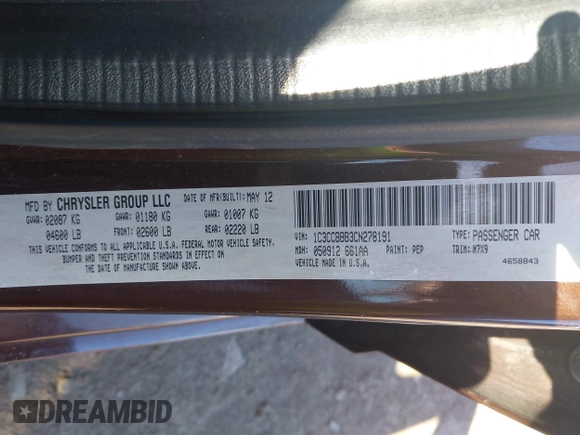 MFD BY CHRYSLER GROUP LLC DATE OF MFR(BUILT): MAY 12
GVWR: 02087 KG GAWR: 01180 KG GAWR: 01007 KG
04600 LB FRONT: 02600 LB REAR: 02220 LB
THIS VEHICLE CONFORMS TO ALL APPLICABLE U.S.A. FEDERAL MOTOR VEHICLE SAFETY,
BUMPER AND THEFT PREVENTION STANDARDS IN EFFECT ON
THE DATE OF MANUFACTURE SHOWN ABOVE.
VIN: 1C3CCBBB3CN278191 TYPE: PASSENGER CAR
MDH: 050912 661AA PAINT: PEP TRIM: M7X9
VEHICLE MADE IN U.S.A. 4658843
DREAMBID